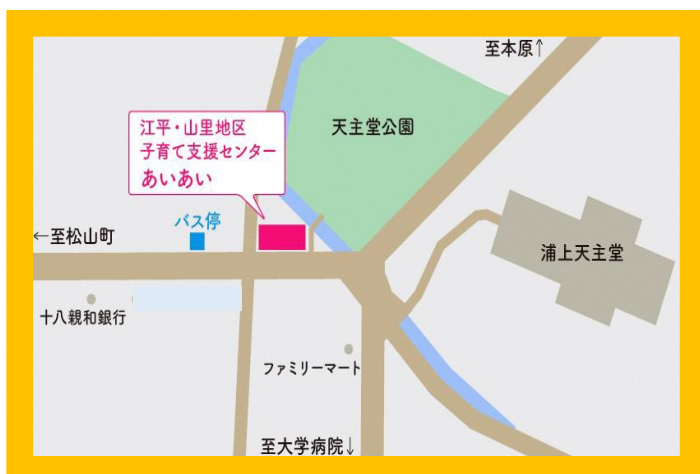 至本原↑
天主堂公園
江平・山里地区
子育て支援センター
あいあい
バス停
←至松山町
浦上天主堂
十八親和銀行
ファミリーマート
至大学病院↓